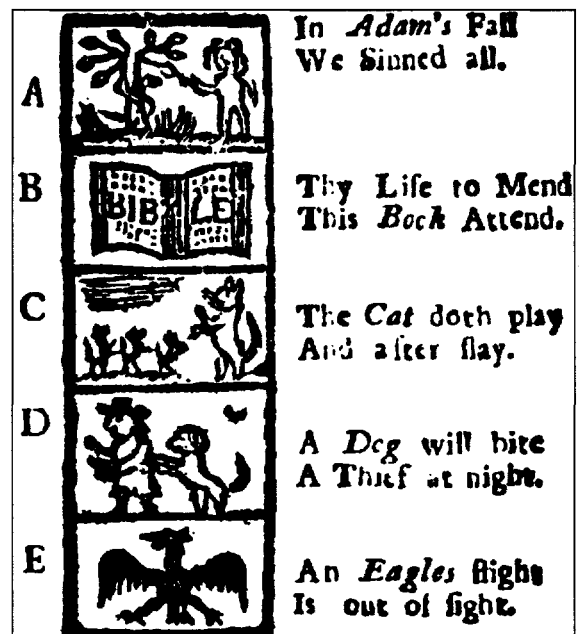 A
In Adam's Fall
We Sinned all.
B
BIBLE
Thy Life to Mend
This Book Attend.
C
The Cat doth play
And after slay.
D
A Dog will bite
A Thief at night.
E
An Eagles flight
Is out of sight.